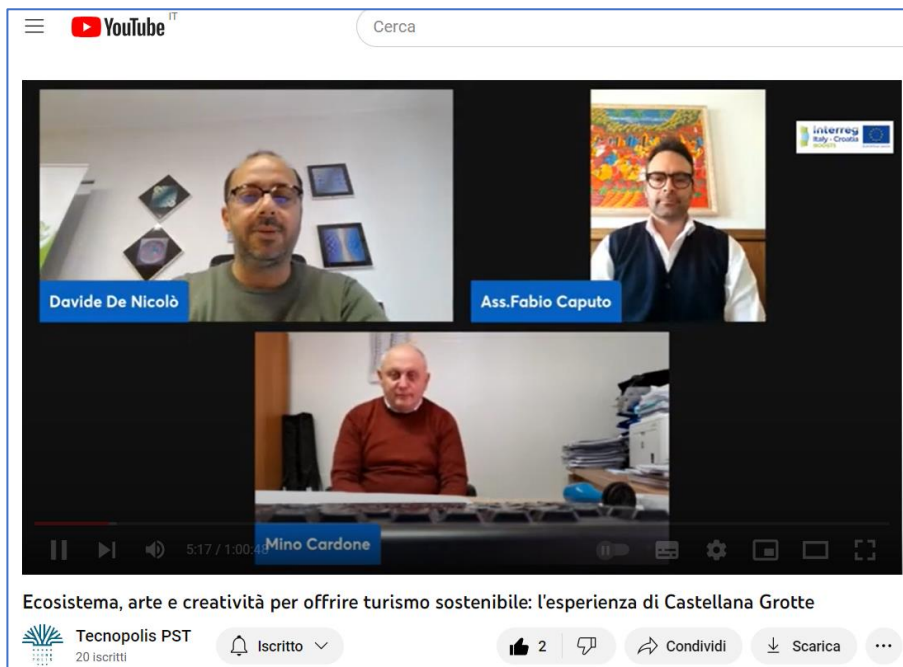 YouTube IT
Cerca
Interreg
Italy - Croatia
Davide De Nicolò
Ass.Fabio Caputo
Mino Cardone
5:17 / 1:00:48
Ecosistema, arte e creatività per offrire turismo sostenibile: l'esperienza di Castellana Grotte
Tecnopolis PST
20 iscritti
Iscritto
2
Condividi
Scarica